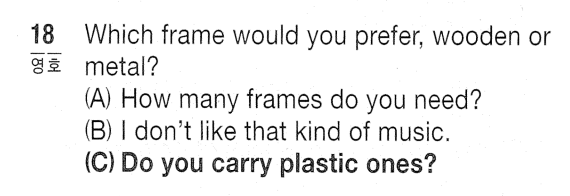 18 Which frame would you prefer, wooden or
영호 metal?
(A) How many frames do you need?
(B) I don't like that kind of music.
(C) Do you carry plastic ones?